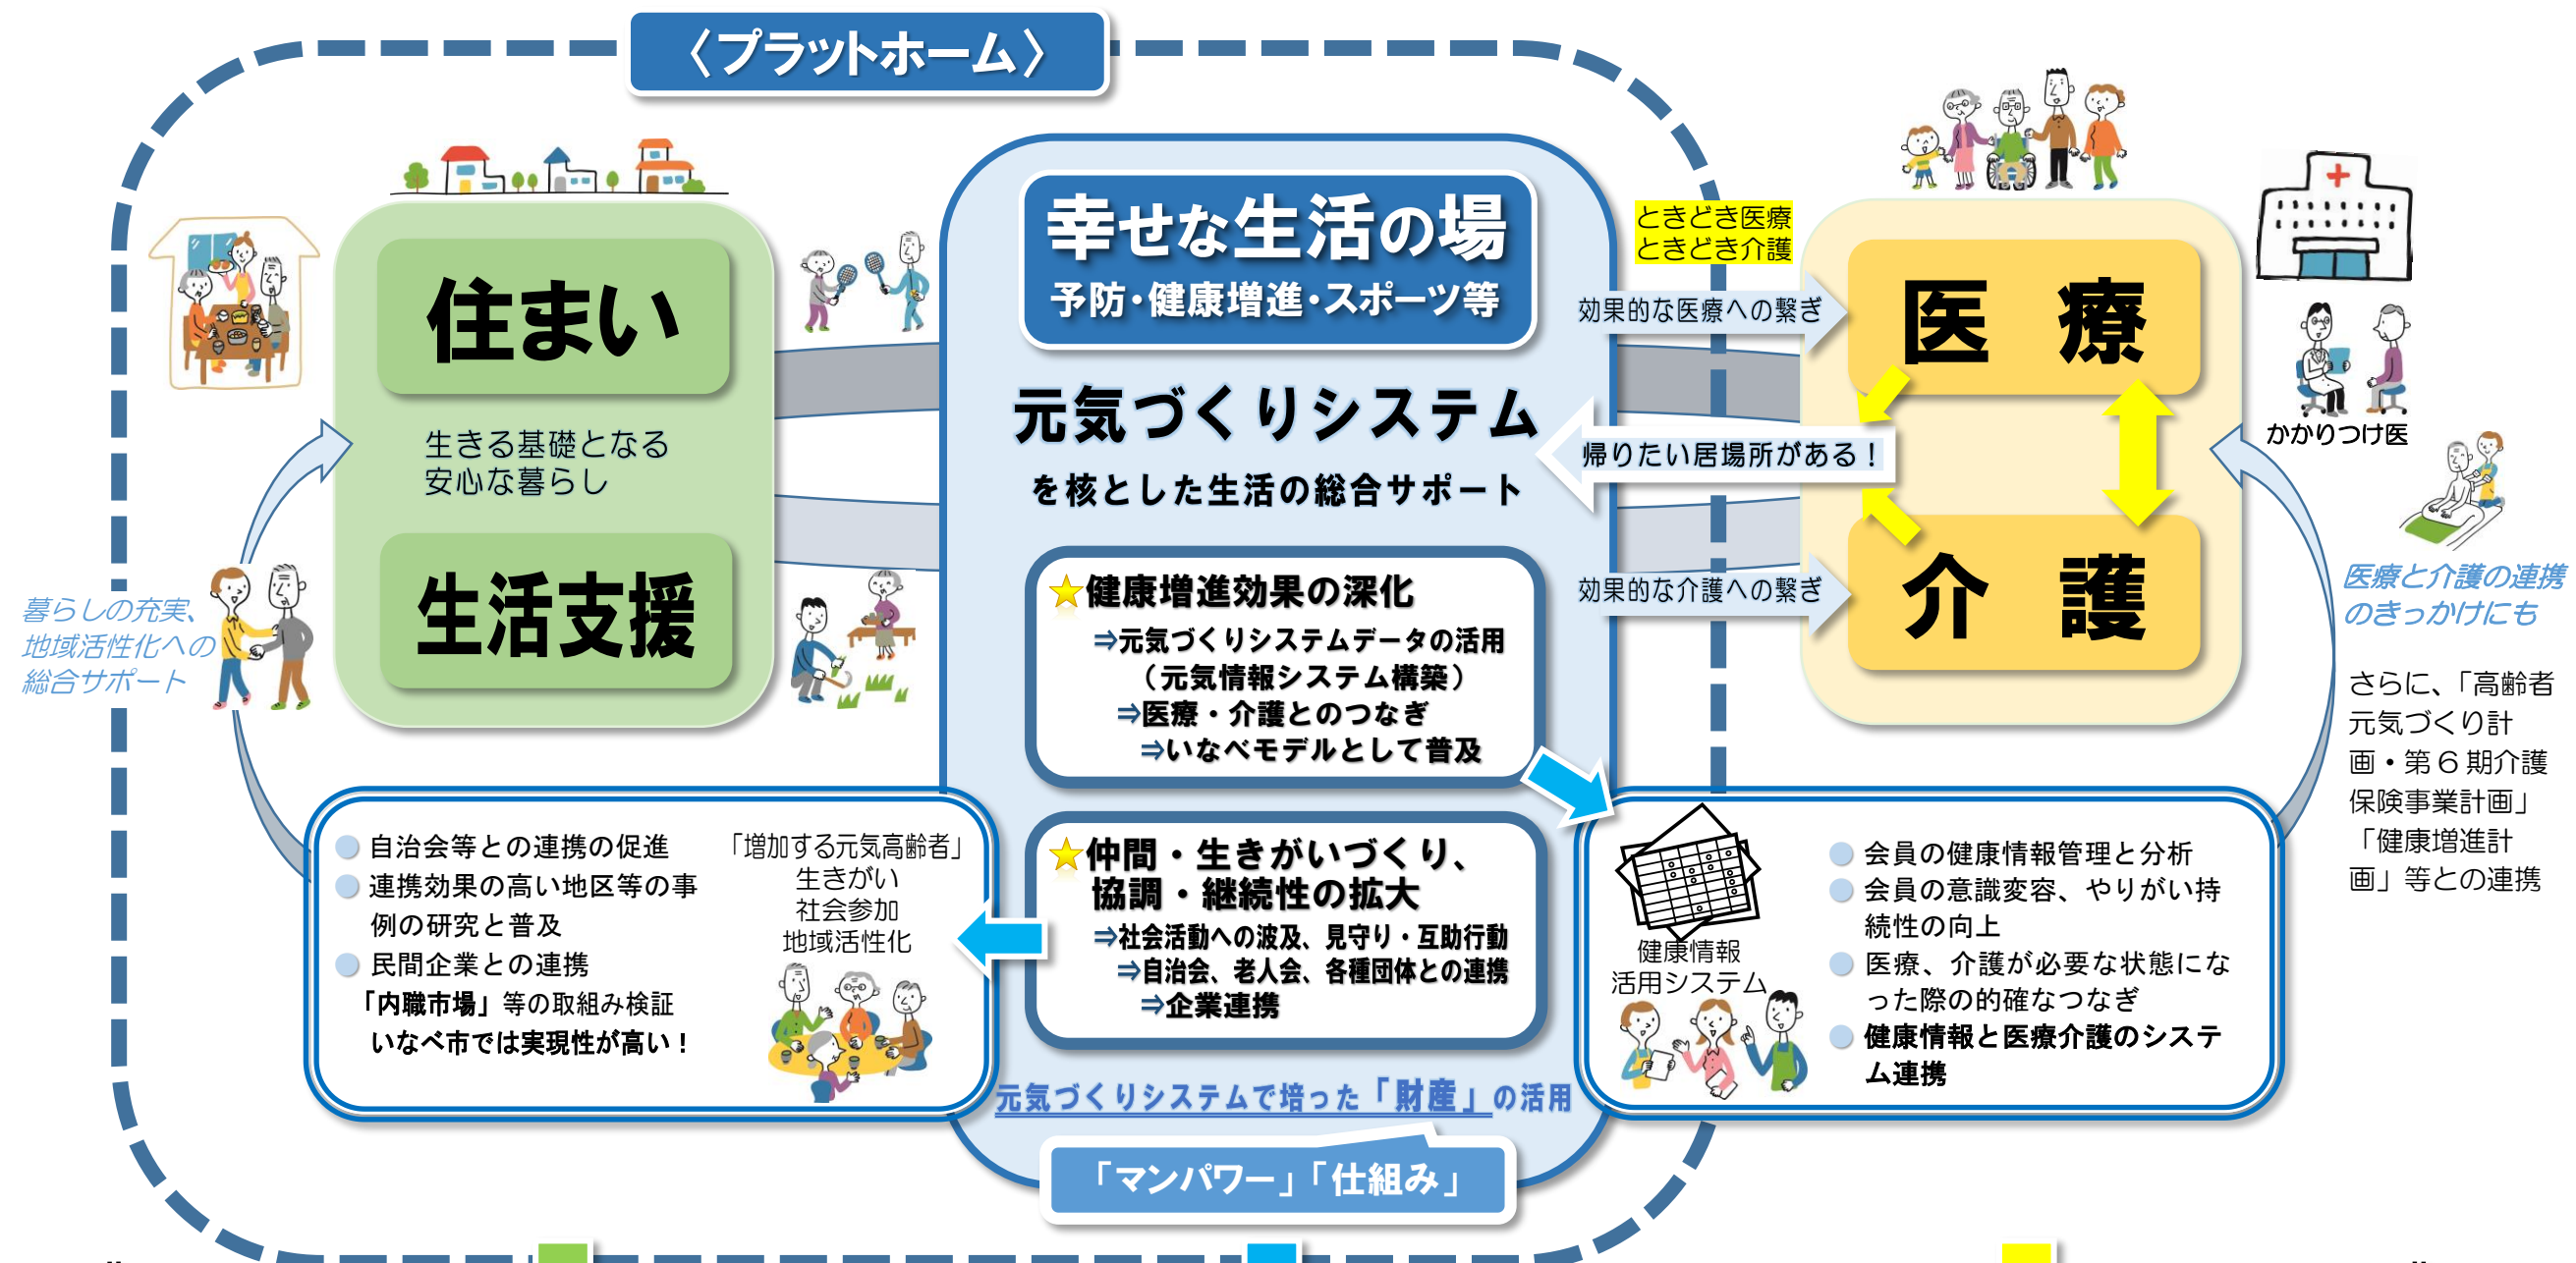 〈プラットホーム〉
住まい
生きる基礎となる
安心な暮らし
生活支援
暮らしの充実、
地域活性化への
総合サポート
幸せな生活の場
予防・健康増進・スポーツ等
元気づくりシステム
を核とした生活の総合サポート
☆健康増進効果の深化
⇒元気づくりシステムデータの活用
（元気情報システム構築）
⇒医療・介護とのつなぎ
⇒いなべモデルとして普及
☆仲間・生きがいづくり、
協調・継続性の拡大
⇒社会活動への波及、見守り・互助行動
⇒自治会、老人会、各種団体との連携
⇒企業連携
元気づくりシステムで培った「財産」の活用
「マンパワー」「仕組み」
ときどき医療
ときどき介護
効果的な医療への繋ぎ
帰りたい居場所がある！
効果的な介護への繋ぎ
医 療
介 護
かかりつけ医
医療と介護の連携
のきっかけにも
さらに、「高齢者
元気づくり計
画・第６期介護
保険事業計画」
「健康増進計
画」等との連携
● 自治会等との連携の促進
● 連携効果の高い地区等の事
例の研究と普及
● 民間企業との連携
「内職市場」等の取組み検証
いなべ市では実現性が高い！
「増加する元気高齢者」
生きがい
社会参加
地域活性化
健康情報
活用システム
● 会員の健康情報管理と分析
● 会員の意識変容、やりがい持
続性の向上
● 医療、介護が必要な状態にな
った際の的確なつなぎ
● 健康情報と医療介護のシステ
ム連携